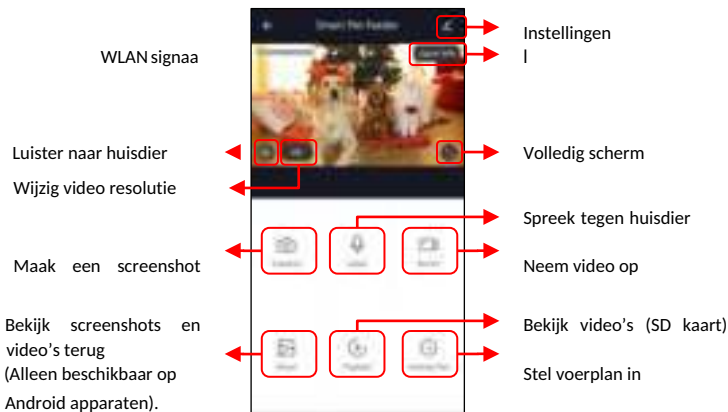 Smart Pet Feeder
Instellingen
WLAN signaa
l
Luister naar huisdier
Volledig scherm
Wijzig video resolutie
Spreek tegen huisdier
Maak een screenshot
Neem video op
Bekijk screenshots en
video's terug
(Alleen beschikbaar op
Android apparaten).
Bekijk video's (SD kaart)
Stel voerplan in